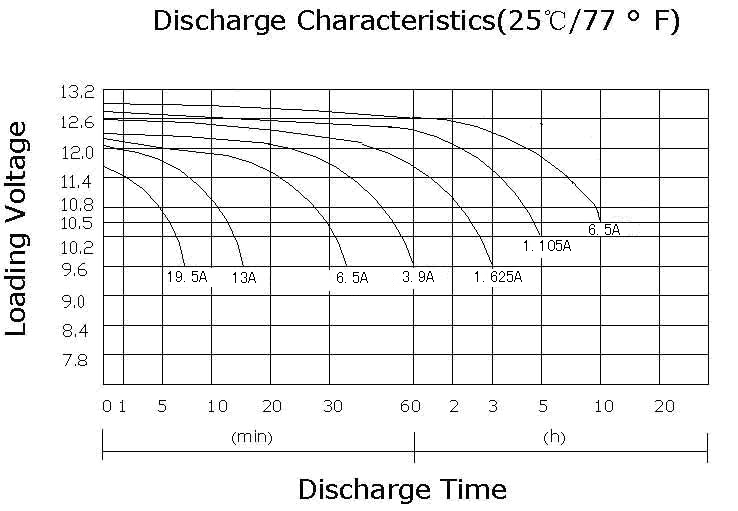 Discharge Characteristics(25℃/77 ° F)
Loading Voltage
13.2
12.6
12.0
11.4
10.8
10.5
10.2
9.6
9.0
8.4
7.8
19.5A 13A 6.5A 3.9A 1.625A 1.105A 6.5A
0 1 5 10 20 30 60 2 3 5 10 20
(min) (h)
Discharge Time